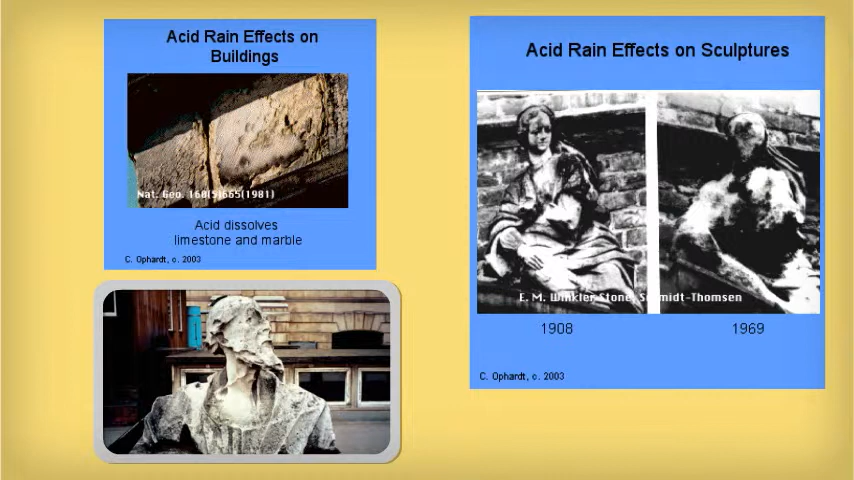 Acid Rain Effects on
Buildings
Nat. Geo. 160(5)665(1981)
Acid dissolves
limestone and marble
C. Ophardt, c. 2003
Acid Rain Effects on Sculptures
E. M. Winkler Stone, Schmidt-Thomsen
1908
1969
C. Ophardt, c. 2003